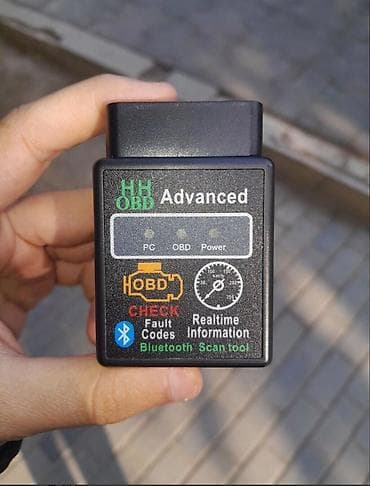 HH
OBD Advanced
PC OBD Power
OBD
CHECK
Fault
Codes
Realtime
Information
Bluetooth Scan tool